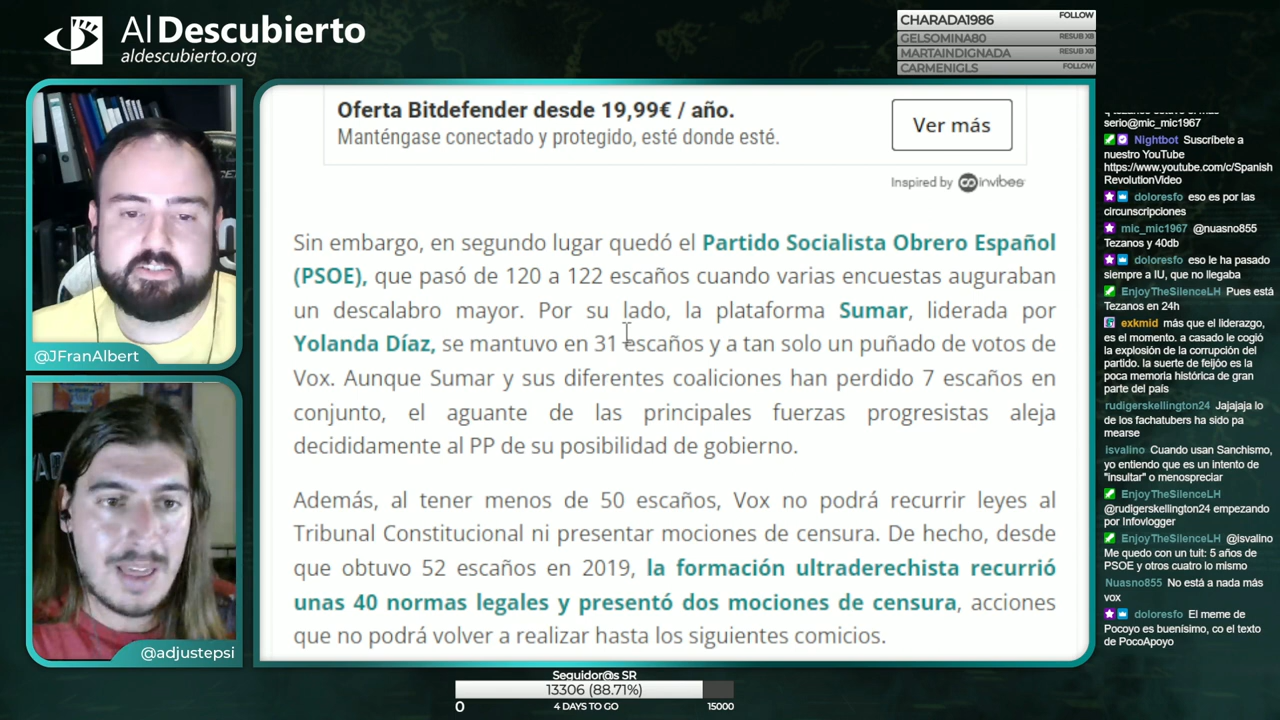 Al Descubierto
aldescubierto.org
CHARADA1986 FOLLOW
GELSOMINA80 RESUB X8
MARTAINDIGNADA RESUB X9
CARMENIGLS FOLLOW
@JFranAlbert
@adjustepsi
Oferta Bitdefender desde 19,99€ / año.
Manténgase conectado y protegido, esté donde esté.
Ver más
Inspired by invibes
Sin embargo, en segundo lugar quedó el Partido Socialista Obrero Español
(PSOE), que pasó de 120 a 122 escaños cuando varias encuestas auguraban
un descalabro mayor. Por su lado, la plataforma Sumar, liderada por
Yolanda Díaz, se mantuvo en 31 escaños y a tan solo un puñado de votos de
Vox. Aunque Sumar y sus diferentes coaliciones han perdido 7 escaños en
conjunto, el aguante de las principales fuerzas progresistas aleja
decididamente al PP de su posibilidad de gobierno.
Además, al tener menos de 50 escaños, Vox no podrá recurrir leyes al
Tribunal Constitucional ni presentar mociones de censura. De hecho, desde
que obtuvo 52 escaños en 2019, la formación ultraderechista recurrió
unas 40 normas legales y presentó dos mociones de censura, acciones
que no podrá volver a realizar hasta los siguientes comicios.
serio@mic_mic1967
Nightbot Suscríbete a
nuestro YouTube
https://www.youtube.com/c/Spanish
RevolutionVideo
doloresfo eso es por las
circunscripciones
mic_mic1967 @nuasno855
Tezanos y 40db
doloresfo eso le ha pasado
siempre a IU, que no llegaba
EnjoyTheSilenceLH Pues está
Tezanos en 24h
exkmid más que el liderazgo,
es el momento. a casado le cogió
la explosión de la corrupción del
partido. la suerte de feijóo es la
poca memoria histórica de gran
parte del país
rudigerskellington24 Jajajaja lo
de los fachatubers ha sido pa
mearse
isvalino Cuando usan Sanchismo,
yo entiendo que es un intento de
"insultar" o menospreciar
EnjoyTheSilenceLH
@rudigerskellington24 empezando
por Infovlogger
EnjoyTheSilenceLH @isvalino
Me quedo con un tuit: 5 años de
PSOE y otros cuatro lo mismo
Nuasno855 No está a nada más
vox
doloresfo El meme de
Pocoyo es buenísimo, co el texto
de PocoApoyo
Seguidor@s SR
13306 (88.71%)
0 4 DAYS TO GO 15000